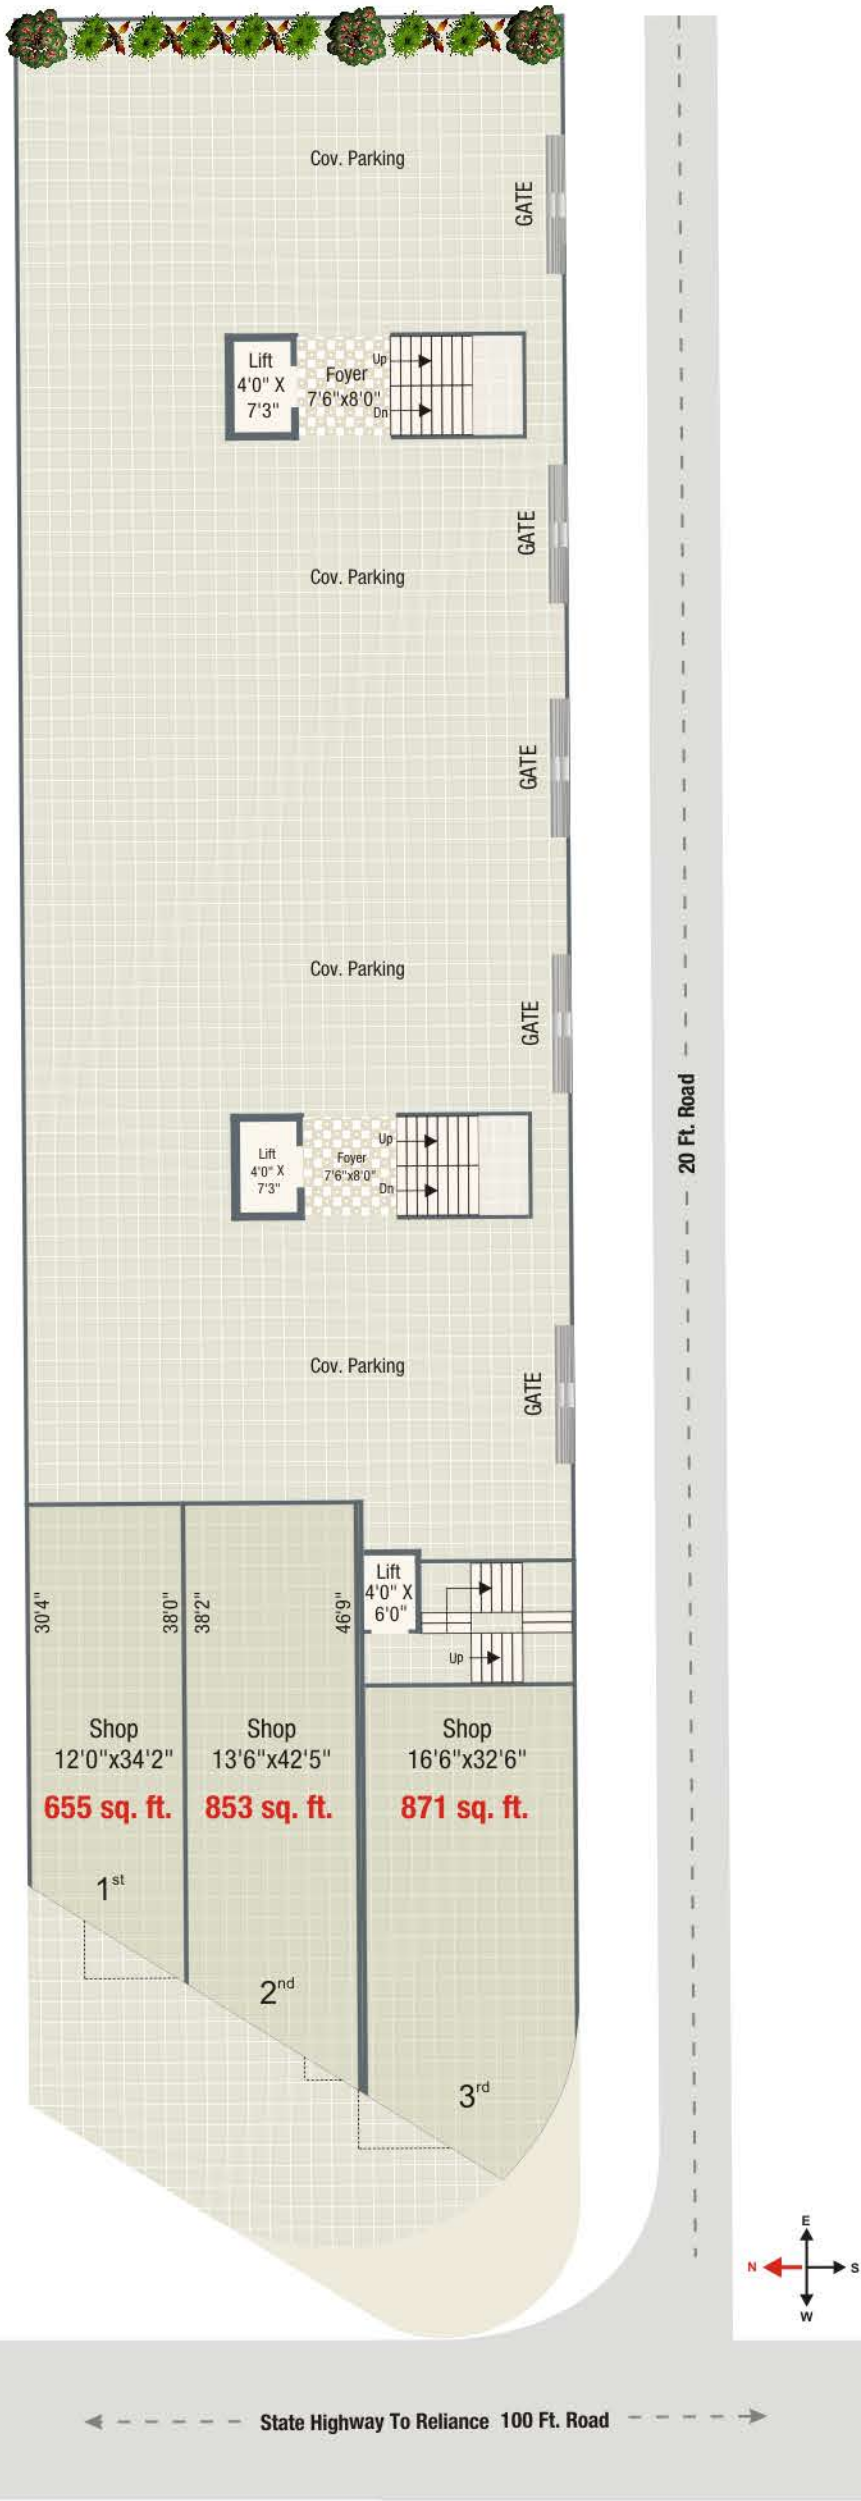 Cov. Parking
GATE
Lift
4'0" X
7'3"
Foyer
7'6"x8'0"
Up
Dn
GATE
Cov. Parking
GATE
Cov. Parking
GATE
20 Ft. Road
Lift
4'0" X
7'3"
Foyer
7'6"x8'0"
Up
Dn
Cov. Parking
GATE
Lift
4'0" X
6'0"
Up
30'4"
38'0"
38'2"
46'9"
Shop
12'0"x34'2"
655 sq. ft.
1st
Shop
13'6"x42'5"
853 sq. ft.
2nd
Shop
16'6"x32'6"
871 sq. ft.
3rd
E
N
S
W
State Highway To Reliance 100 Ft. Road